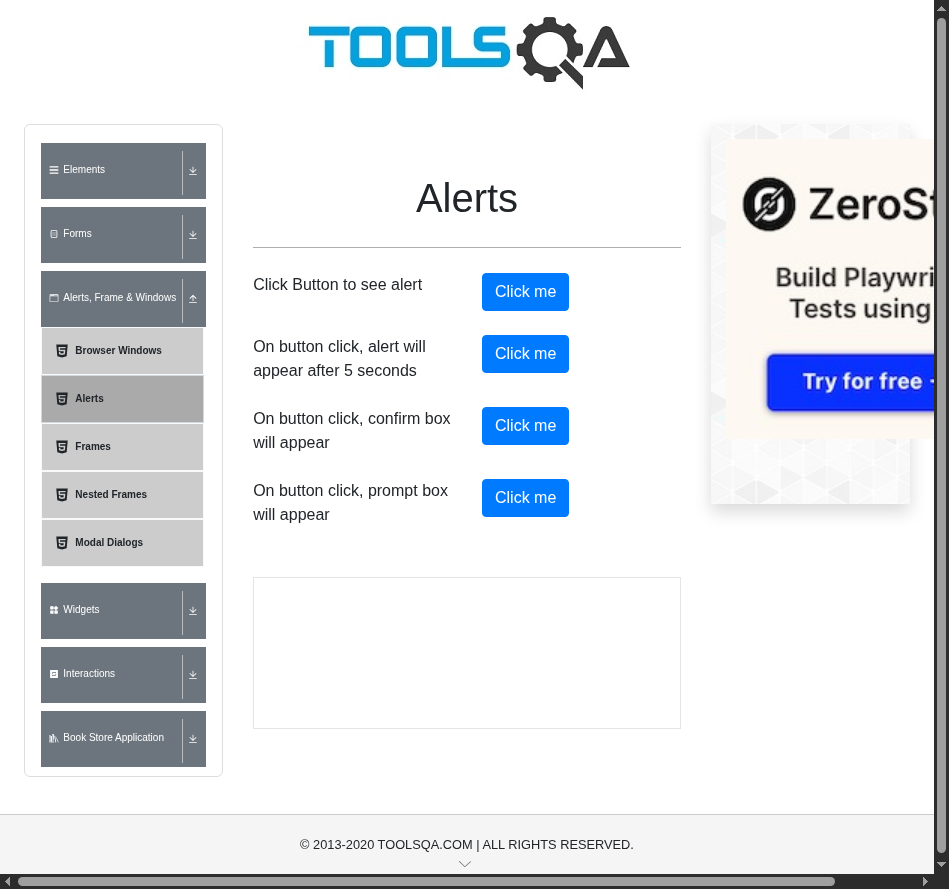 TOOLSQA
Elements
Forms
Alerts, Frame & Windows
Browser Windows
Alerts
Frames
Nested Frames
Modal Dialogs
Widgets
Interactions
Book Store Application
Alerts
Click Button to see alert
Click me
On button click, alert will
appear after 5 seconds
Click me
On button click, confirm box
will appear
Click me
On button click, prompt box
will appear
Click me
ZeroSt
Build Playwri
Tests using
Try for free
© 2013-2020 TOOLSQA.COM | ALL RIGHTS RESERVED.